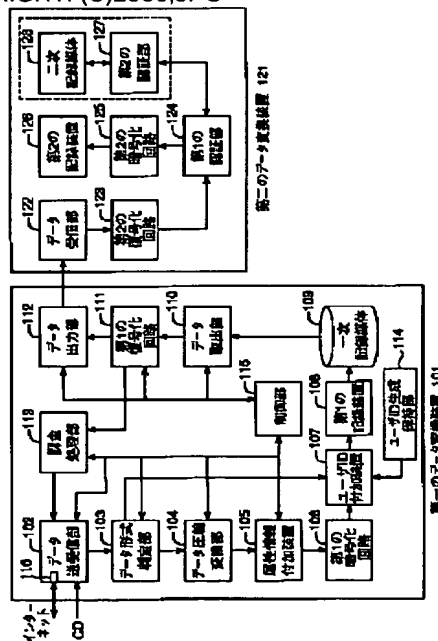 インターネット
CD
116
102
データ送受信部
103
データ形式判定部
104
データ圧縮変換部
105
属性情報付加装置
106
第1の暗号化回路
113
課金処理部
115
制御部
107
ユーザID付加装置
108
第1の記録装置
109
一次記録媒体
114
ユーザID生成保持部
110
データ取出部
111
第1の復号化回路
112
データ出力部
第一のデータ変換装置 101
122
データ受信部
123
第2の復号化回路
124
第1の認証部
125
第2の暗号化回路
126
第2の記録装置
127
第2の認証部
128
二次記録媒体
第二のデータ変換装置 121